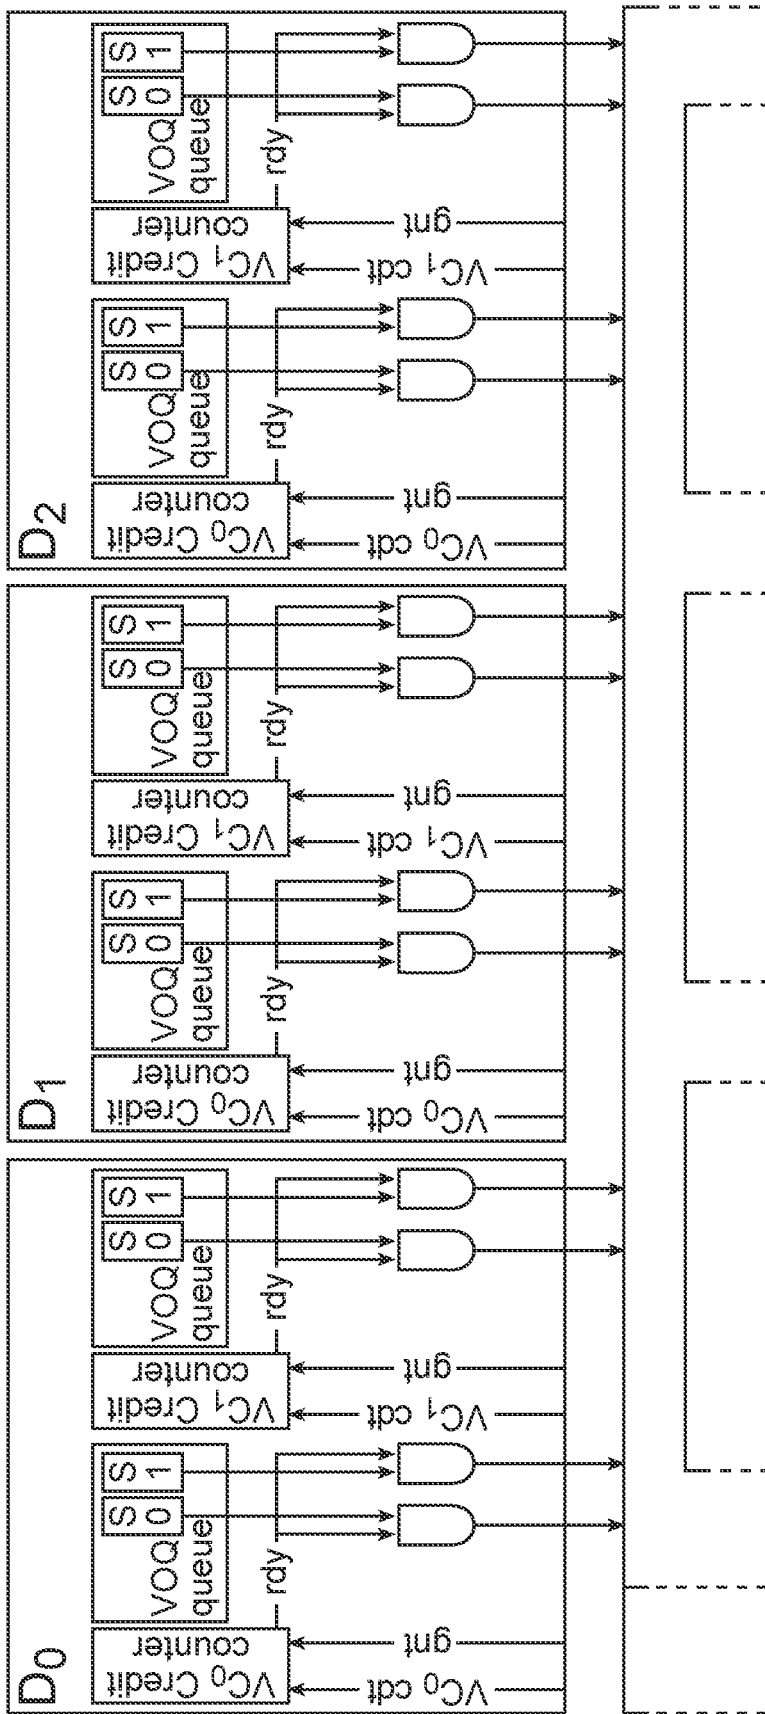 D0
VC0 Credit
counter
VOQ
queue
S
0
S
1
rdy
VC0 cdt
gnt
VC1 Credit
counter
VOQ
queue
S
0
S
1
rdy
VC1 cdt
gnt
D1
VC0 Credit
counter
VOQ
queue
S
0
S
1
rdy
VC0 cdt
gnt
VC1 Credit
counter
VOQ
queue
S
0
S
1
rdy
VC1 cdt
gnt
D2
VC0 Credit
counter
VOQ
queue
S
0
S
1
rdy
VC0 cdt
gnt
VC1 Credit
counter
VOQ
queue
S
0
S
1
rdy
VC1 cdt
gnt